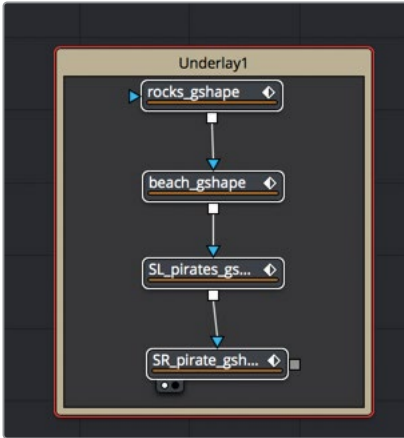 Underlay1
rocks_gshape
beach_gshape
SL_pirates_gs...
SR_pirate_gsh...